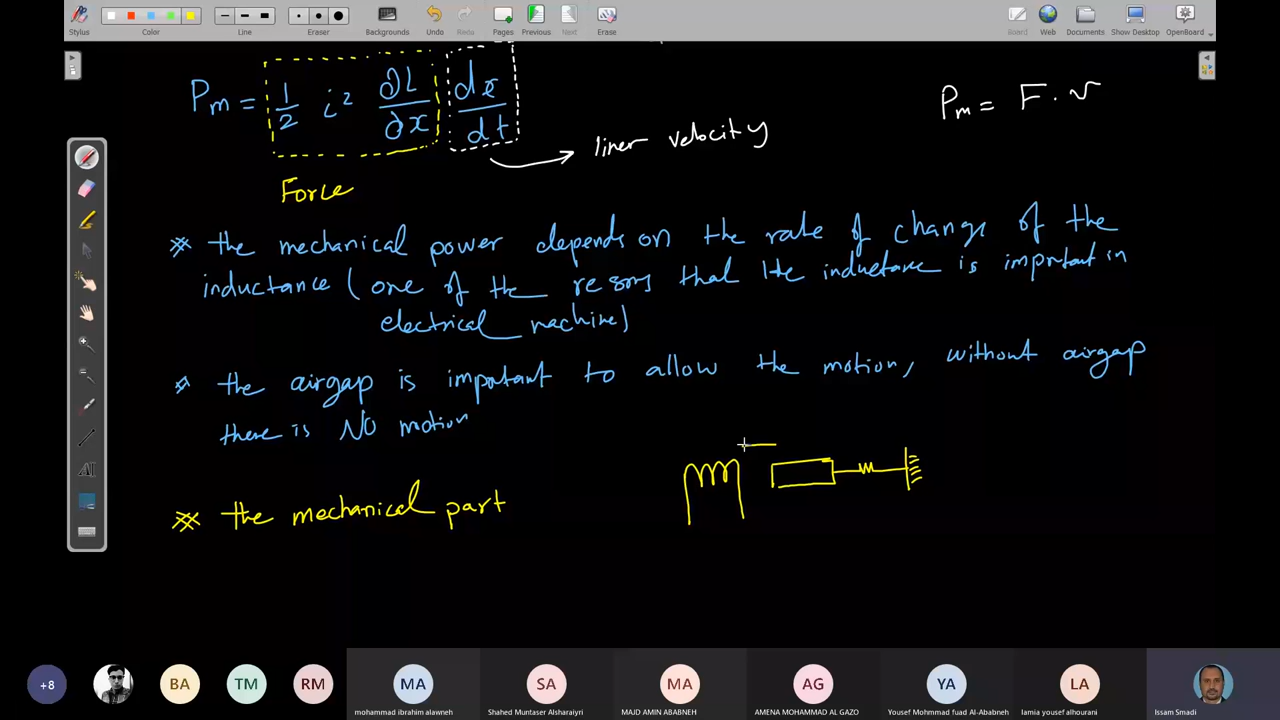 Stylus
Color
Eraser
Backgrounds
Undo
Redo
Pages
Previous
Next
Erase
Board
Web
Documents
Show Desktop
OpenBoard
Pm = 1/2 i² ∂L/∂x dx/dt
Pm = F . v
liner velocity
Force
* the mechanical power depends on the rate of change of the
inductance ( one of the resons that the inductane is important in
electrical machine)
* the airgap is important to allow the motion, without airgap
there is NO motion
** the mechanical part
+8
BA
TM
RM
MA
SA
MA
AG
YA
LA
mohammad ibrahim alawneh
Shahed Muntaser Alsharaiyri
MAJD AMIN ABABNEH
AMENA MOHAMMAD AL GAZO
Yousef Mohmmad fuad Al-Ababneh
lamia yousef alhourani
Issam Smadi